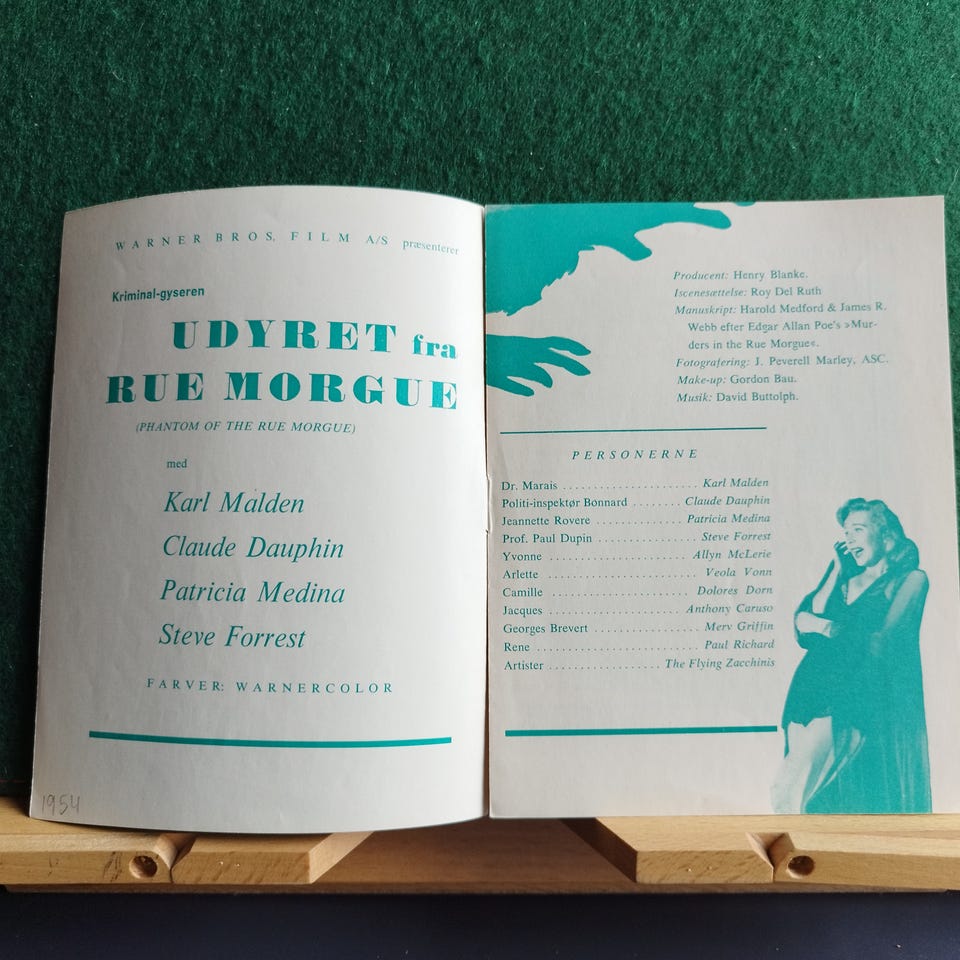 WARNER BROS. FILM A/S præsenterer
Kriminal-gyseren
UDYRET fra
RUE MORGUE
(PHANTOM OF THE RUE MORGUE)
med
Karl Malden
Claude Dauphin
Patricia Medina
Steve Forrest
FARVER: WARNERCOLOR
1954
Producent: Henry Blanke.
Iscenesættelse: Roy Del Ruth
Manuskript: Harold Medford & James R.
Webb efter Edgar Allan Poe's »Mur-
ders in the Rue Morgue«.
Fotografering: J. Peverell Marley, ASC.
Make-up: Gordon Bau.
Musik: David Buttolph.
PERSONERNE
Dr. Marais ...................... Karl Malden
Politi-inspektør Bonnard ........ Claude Dauphin
Jeannette Rovere .............. Patricia Medina
Prof. Paul Dupin ................ Steve Forrest
Yvonne ...................... Allyn McLerie
Arlette ........................ Veola Vonn
Camille ...................... Dolores Dorn
Jacques .................... Anthony Caruso
Georges Brevert ................ Merv Griffin
Rene ........................ Paul Richard
Artister .................. The Flying Zacchinis